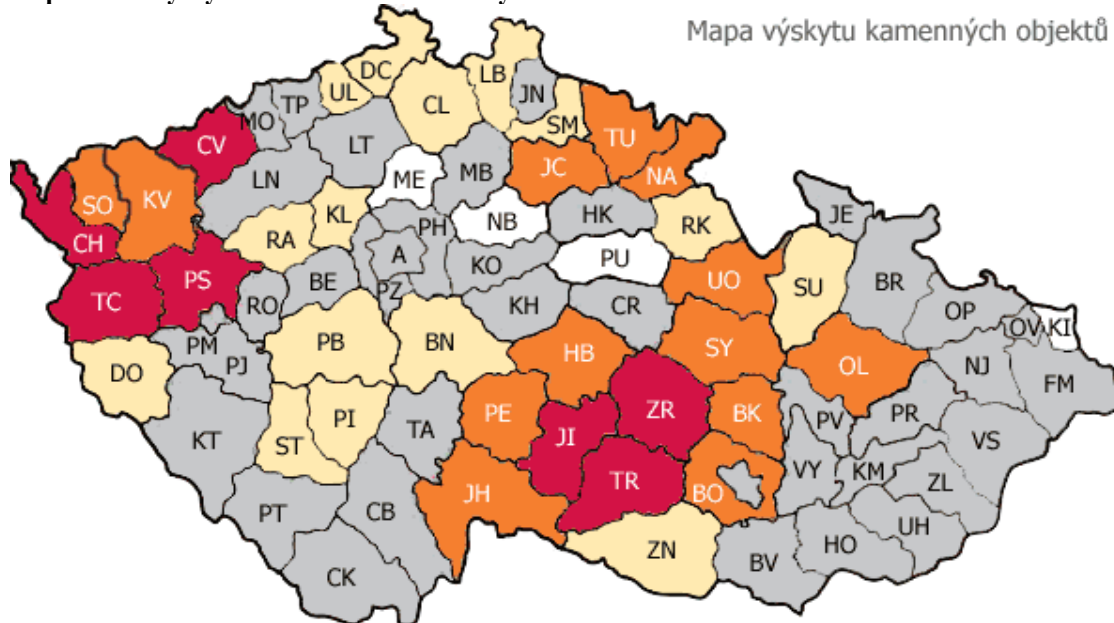 Mapa výskytu kamenných objektů
DC
LB
UL
TP
CL
JN
MO
SM
TU
CV
LT
JC
MB
NA
ME
LN
KV
SO
KL
NB
HK
RK
JE
PH
CH
RA
A
PU
PS
KO
BR
BE
UO
SU
TC
RO
PZ
KH
CR
OP
OV
KI
PM
PB
BN
HB
SY
PJ
DO
OL
NJ
FM
PE
ZR
BK
PV
PR
PI
TA
KT
ST
JI
VS
VY
KM
TR
JH
BO
ZL
PT
CB
UH
ZN
HO
BV
CK